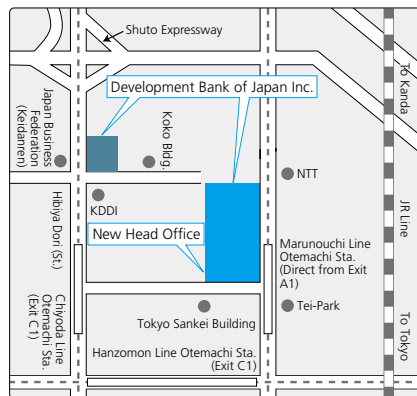 Shuto Expressway
To Kanda
Development Bank of Japan Inc.
Japan Business
Federation
(Keidanren)
Koko Bldg.
NTT
KDDI
Hibiya Dori (St.)
JR Line
New Head Office
Marunouchi Line
Otemachi Sta.
(Direct from Exit
A1)
Chiyoda Line
Otemachi Sta.
(Exit C1)
Tei-Park
To Tokyo
Tokyo Sankei Building
Hanzomon Line Otemachi Sta.
(Exit C1)